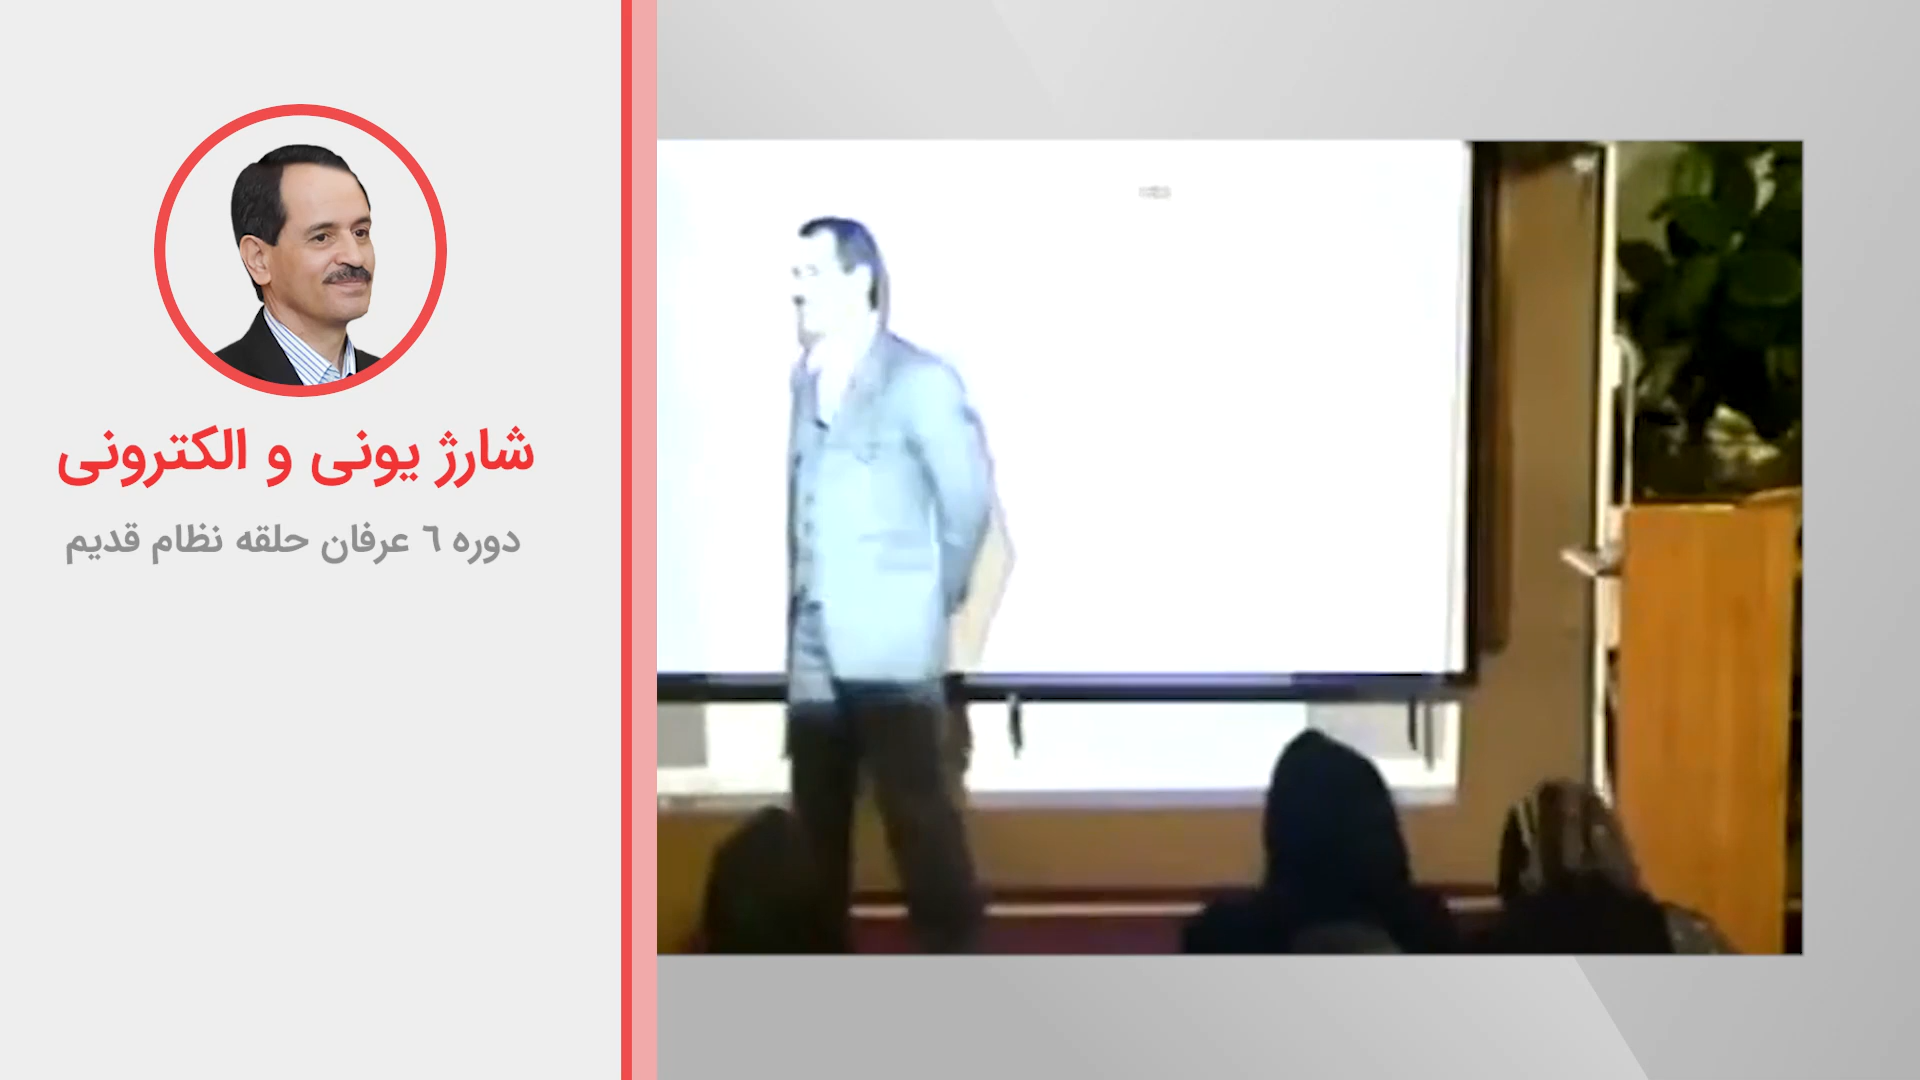 شارژ یونی و الکترونی
دوره ٦ عرفان حلقه نظام قدیم